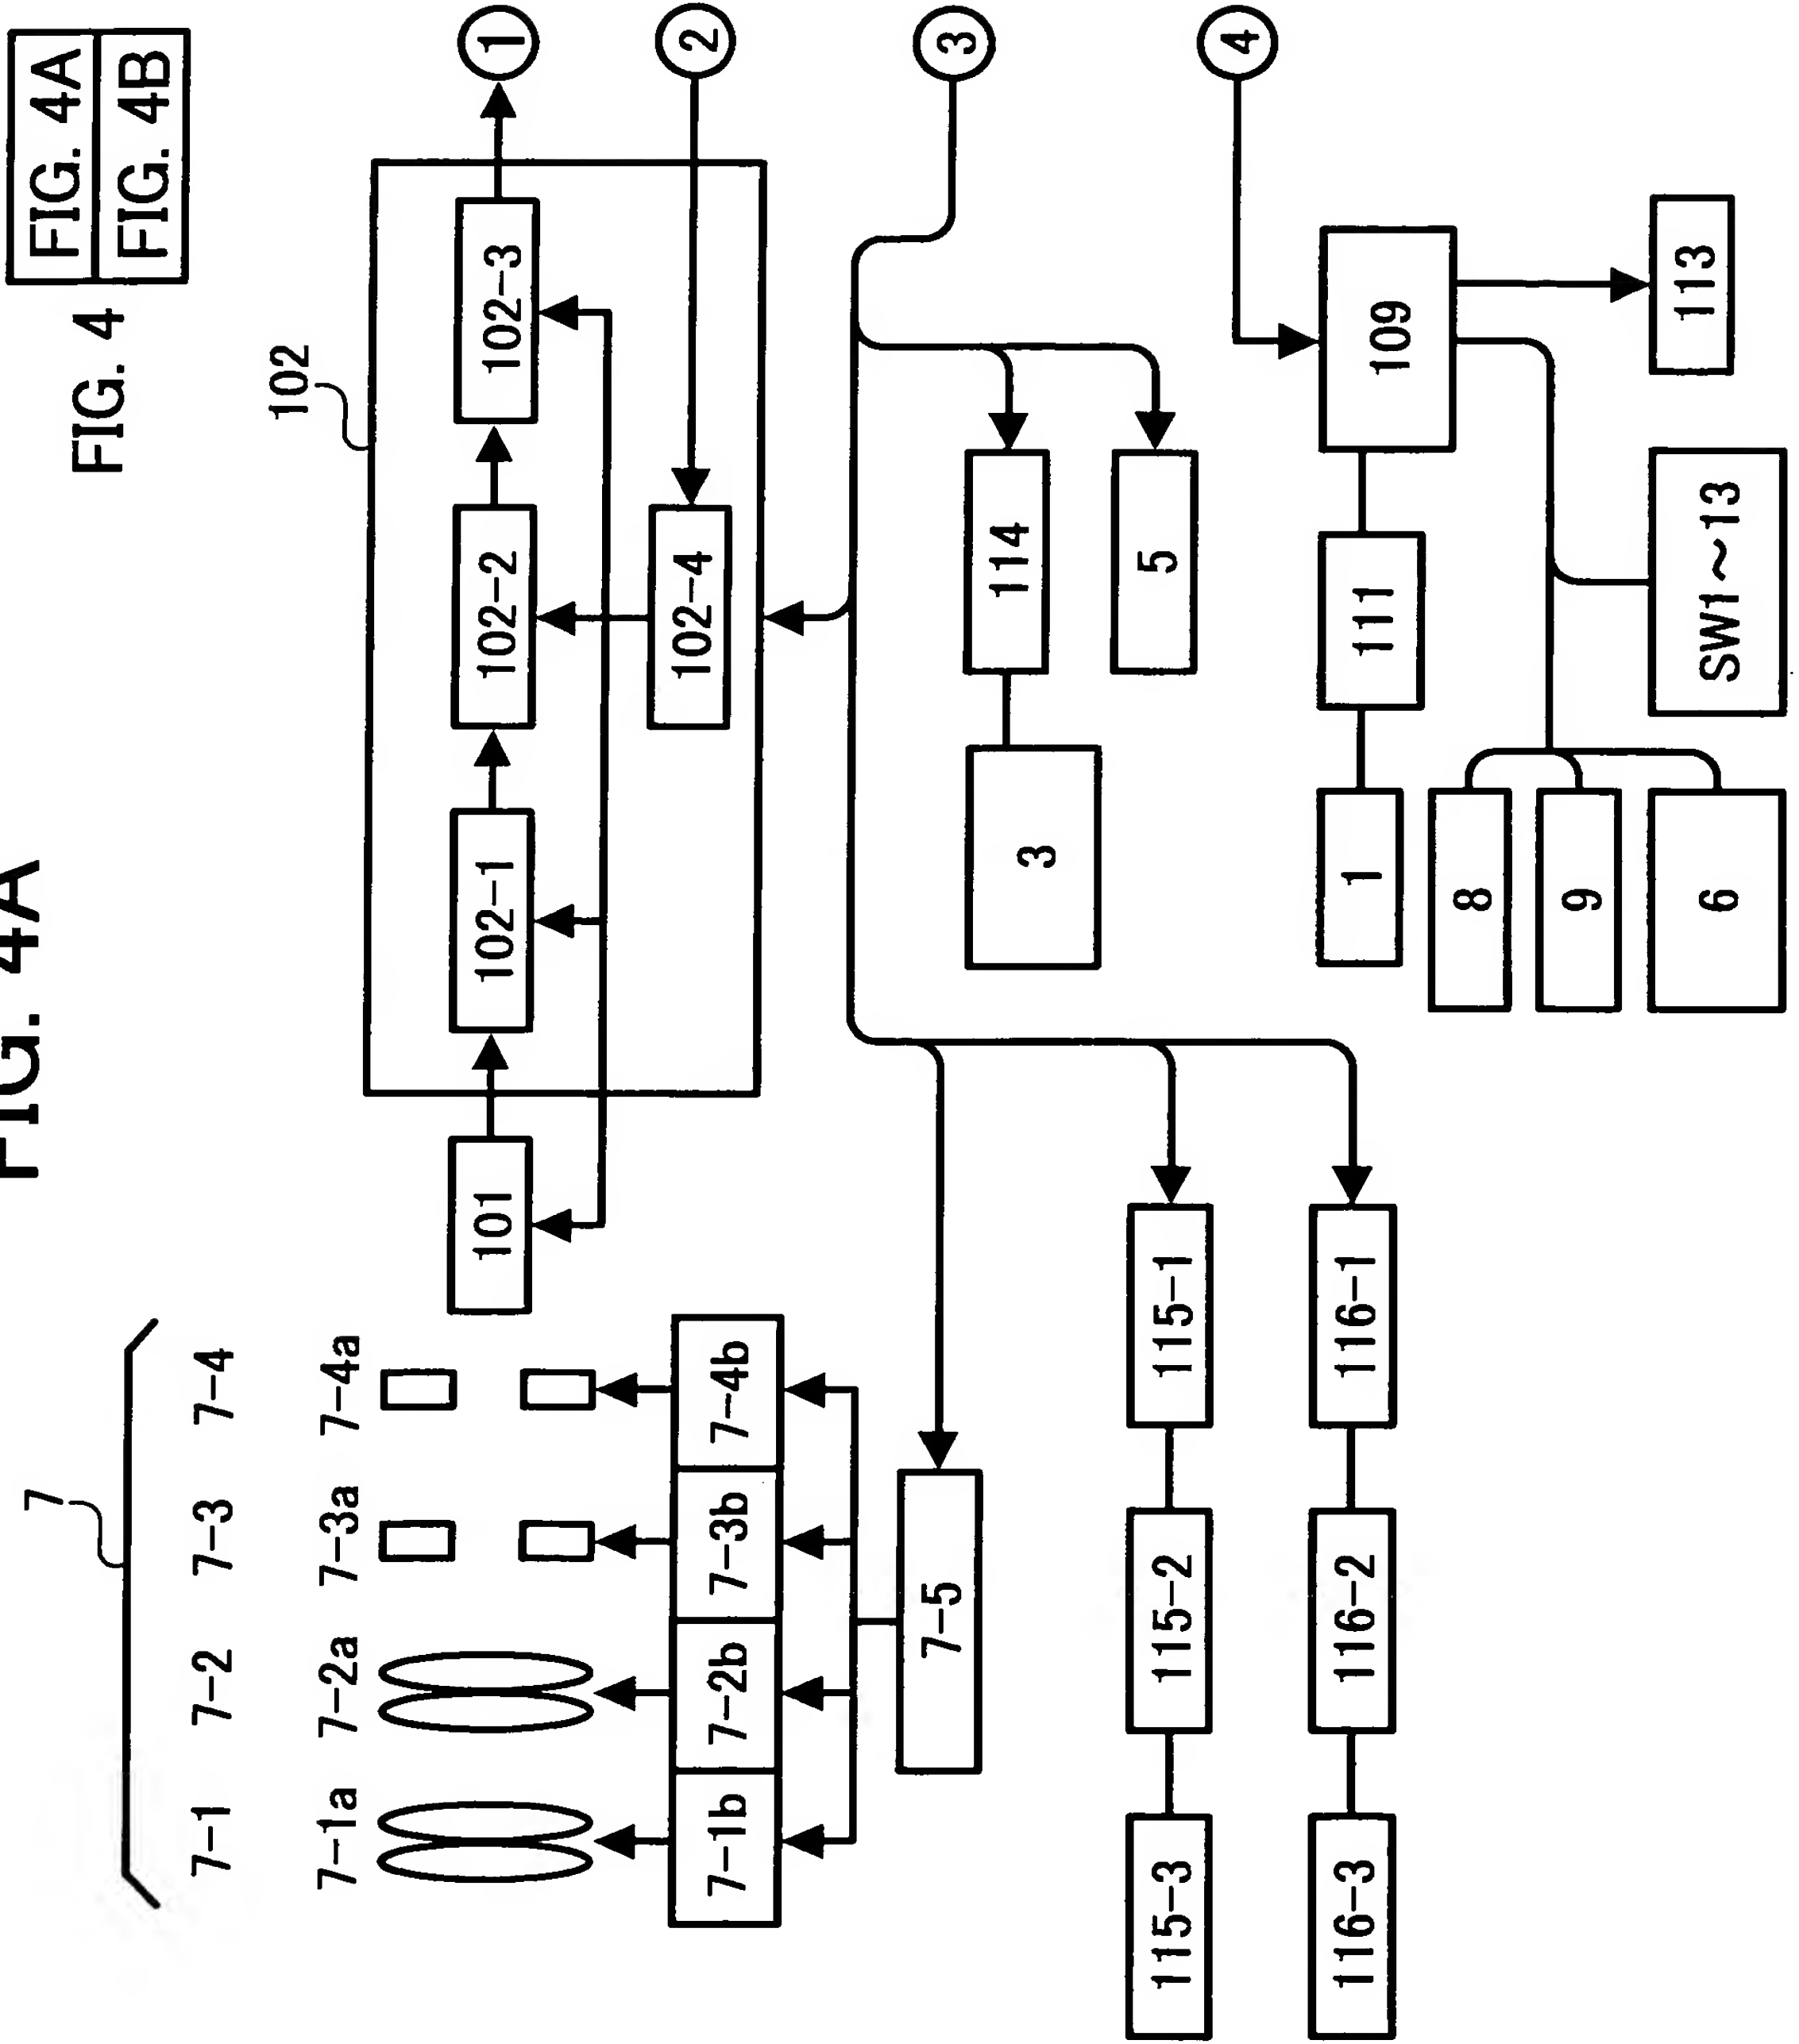 FIG. 4A
FIG. 4
FIG. 4A
FIG. 4B
7
7-1 7-2 7-3 7-4
7-1a 7-2a 7-3a 7-4a
102
101 102-1 102-2 102-3 1
7-1b 7-2b 7-3b 7-4b
102-4 2
7-5
3
3 114
115-3 115-2 115-1
5
4
116-3 116-2 116-1
1 111 109
8
9
6
SW1~13
113